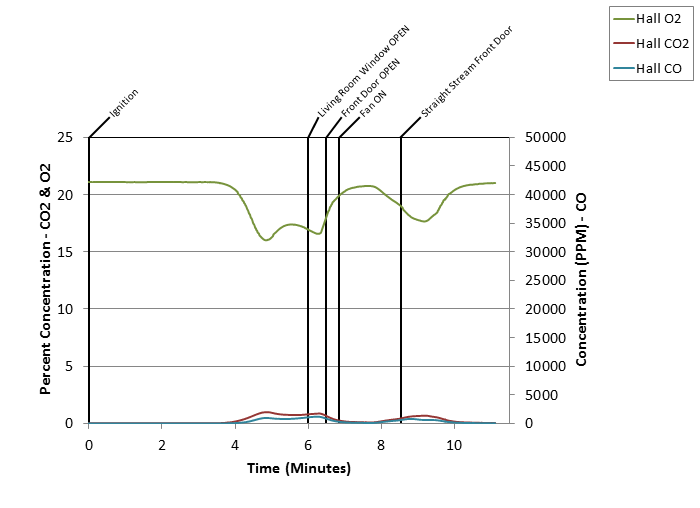 Hall O2
Hall CO2
Hall CO
Ignition
Living Room Window OPEN
Front Door OPEN
Fan ON
Straight Stream Front Door
25
20
15
10
5
0
50000
45000
40000
35000
30000
25000
20000
15000
10000
5000
0
Percent Concentration - CO2 & O2
Concentration (PPM) - CO
0 2 4 6 8 10
Time (Minutes)